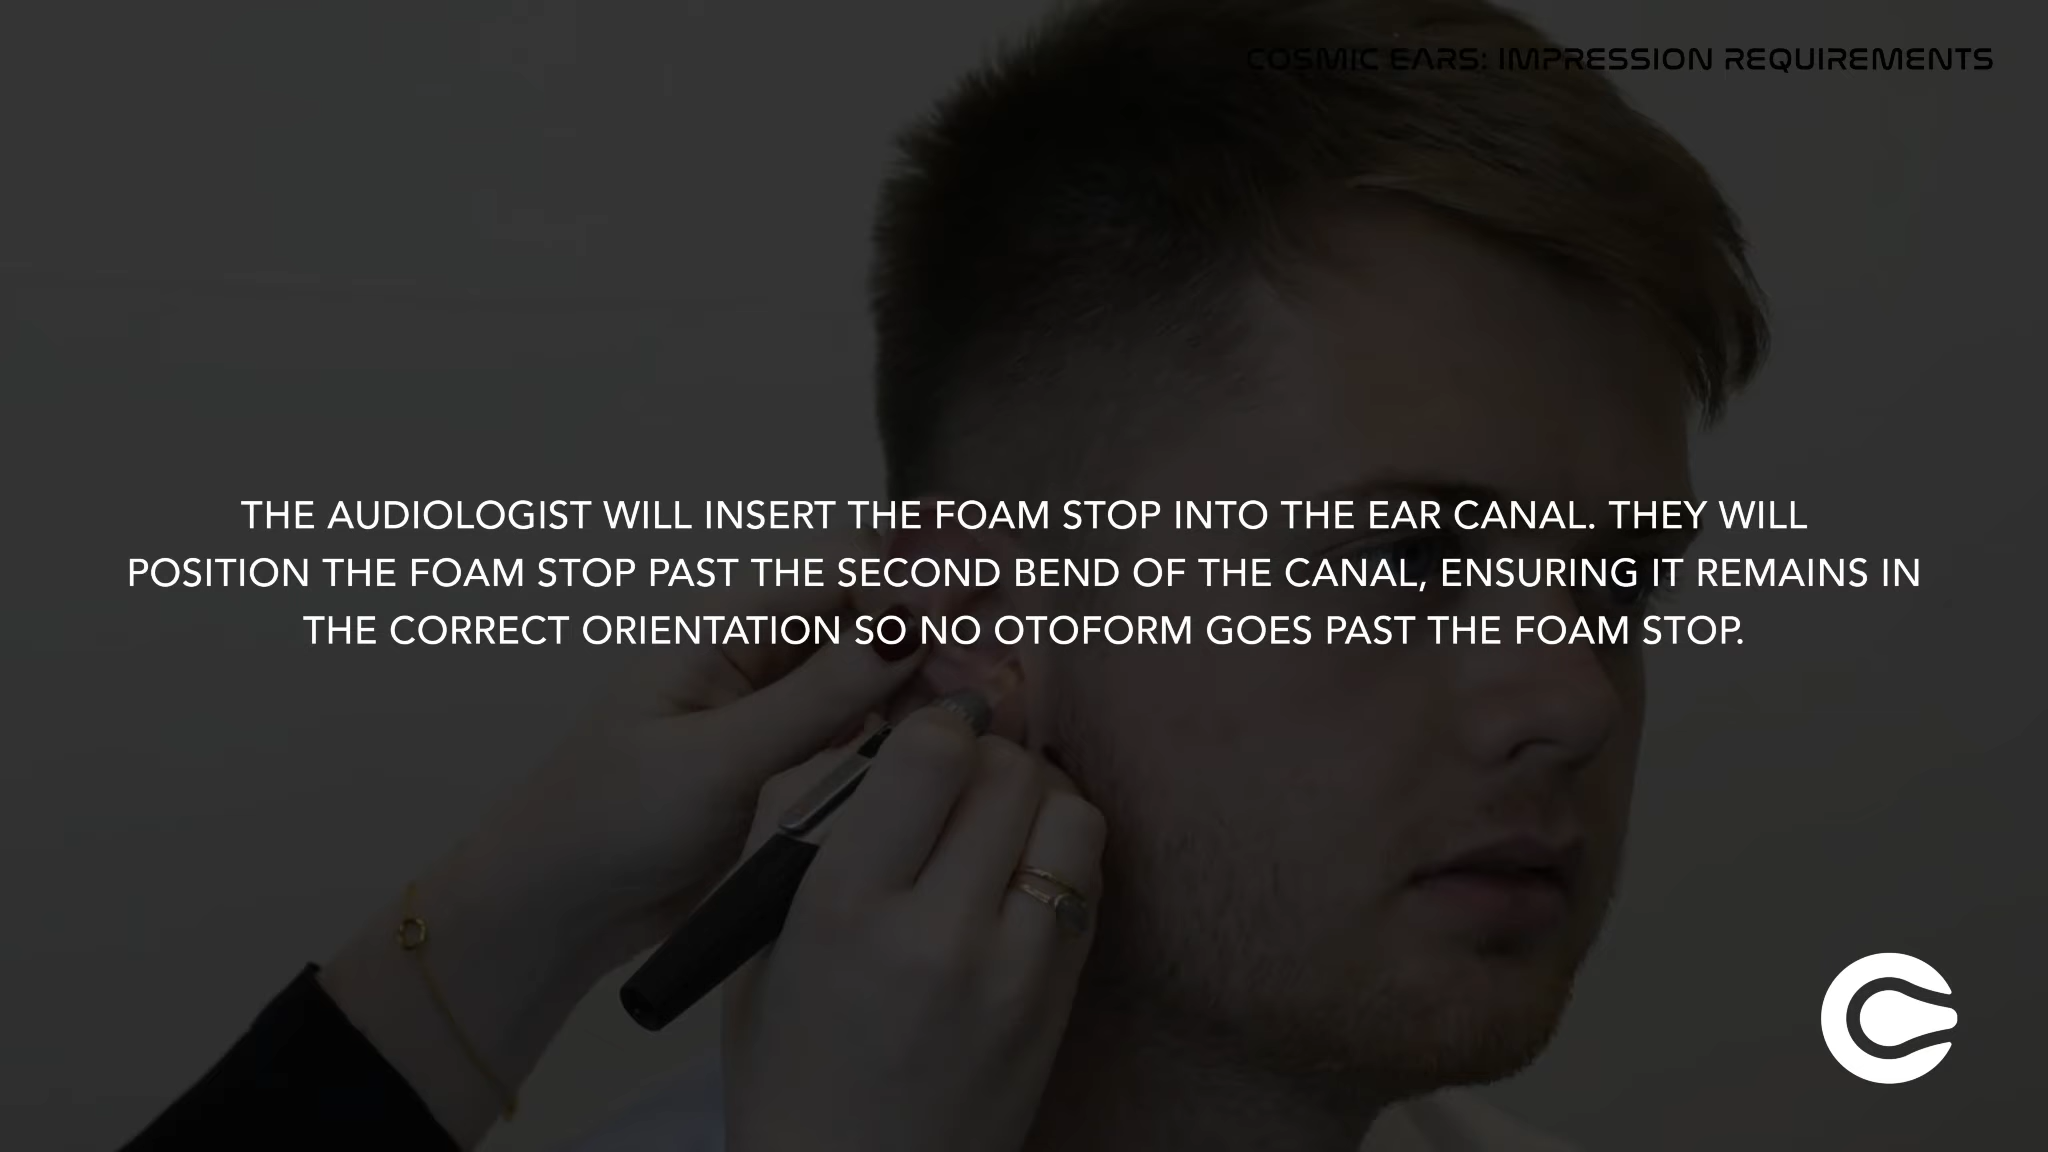 COSMIC EARS: IMPRESSION REQUIREMENTS
THE AUDIOLOGIST WILL INSERT THE FOAM STOP INTO THE EAR CANAL. THEY WILL
POSITION THE FOAM STOP PAST THE SECOND BEND OF THE CANAL, ENSURING IT REMAINS IN
THE CORRECT ORIENTATION SO NO OTOFORM GOES PAST THE FOAM STOP.